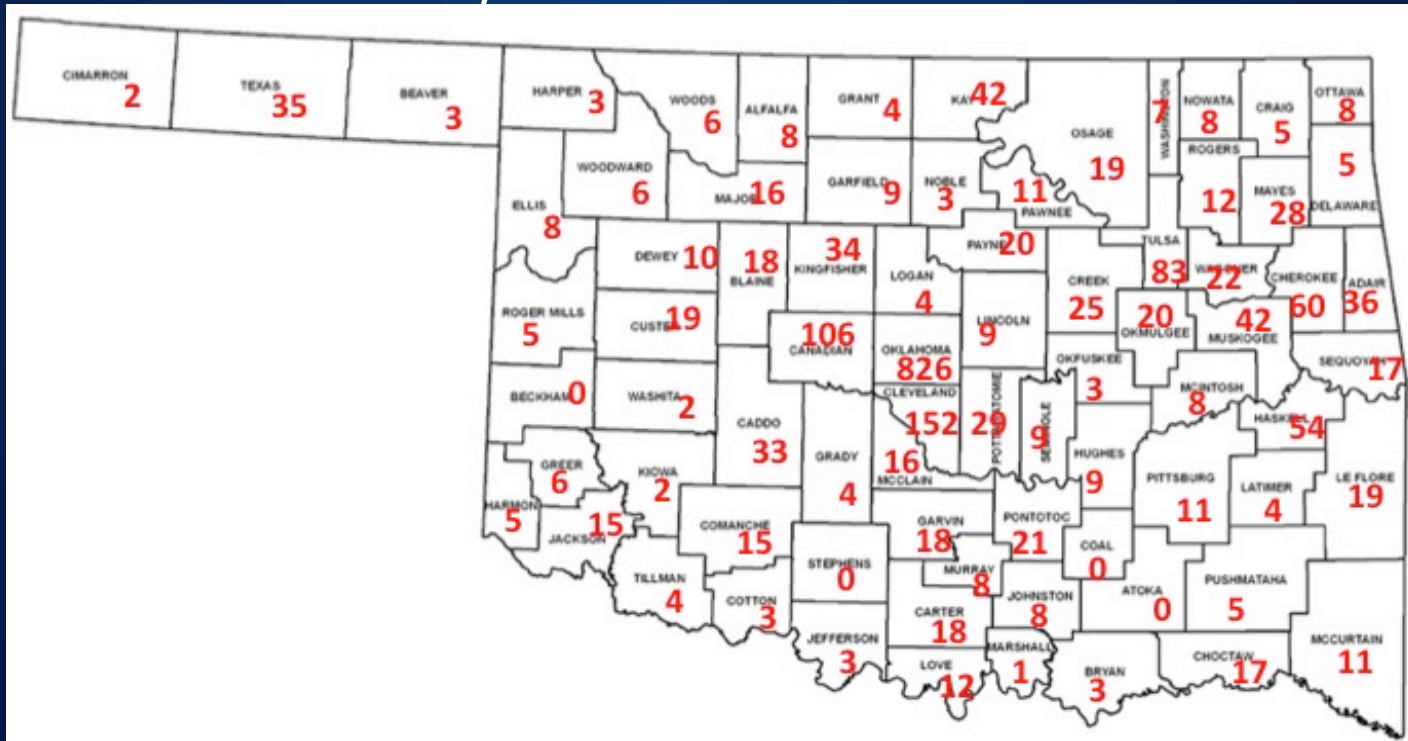 CIMARRON 2
TEXAS 35
BEAVER 3
HARPER 3
WOODS 6
ALFALFA 8
GRANT 4
KAY 42
OSAGE 19
WASHINGTON 7
NOWATA 8
CRAIG 5
OTTAWA 8
DELAWARE 5
ROGERS 12
MAYES 28
ELLIS 8
WOODWARD 6
MAJOR 16
GARFIELD 9
NOBLE 3
PAWNEE 11
PAYNE 20
TULSA 83
WAGONER 22
CHEROKEE 60
ADAIR 36
DEWEY 10
BLAINE 18
KINGFISHER 34
LOGAN 4
CREEK 25
OKMULGEE 20
MUSKOGEE 42
SEQUOYAH 17
ROGER MILLS 5
CUSTER 19
CANADIAN 106
OKLAHOMA 826
LINCOLN 9
OKFUSKEE 3
MCINTOSH 8
HASKELL 54
BECKHAM 0
WASHITA 2
CADDO 33
GRADY 4
CLEVELAND 152
POTTAWATOMIE 29
SEMINOLE 9
HUGHES 9
PITTSBURG 11
LATIMER 4
LE FLORE 19
GREER 6
KIOWA 2
MCCLAIN 16
HARMON 5
JACKSON 15
COMANCHE 15
GARVIN 18
PONTOTOC 21
COAL 0
STEPHENS 0
MURRAY 8
TILLMAN 4
COTTON 3
CARTER 18
JOHNSTON 8
ATOKA 0
PUSHMATAHA 5
JEFFERSON 3
LOVE 12
MARSHALL 1
BRYAN 3
CHOCTAW 17
MCCURTAIN 11